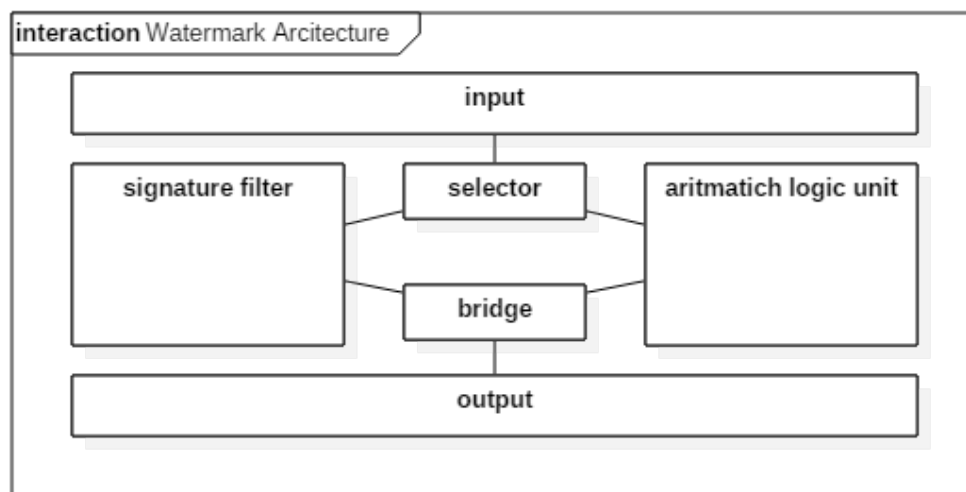 interaction Watermark Arcitecture
input
signature filter
selector
aritmatich logic unit
bridge
output